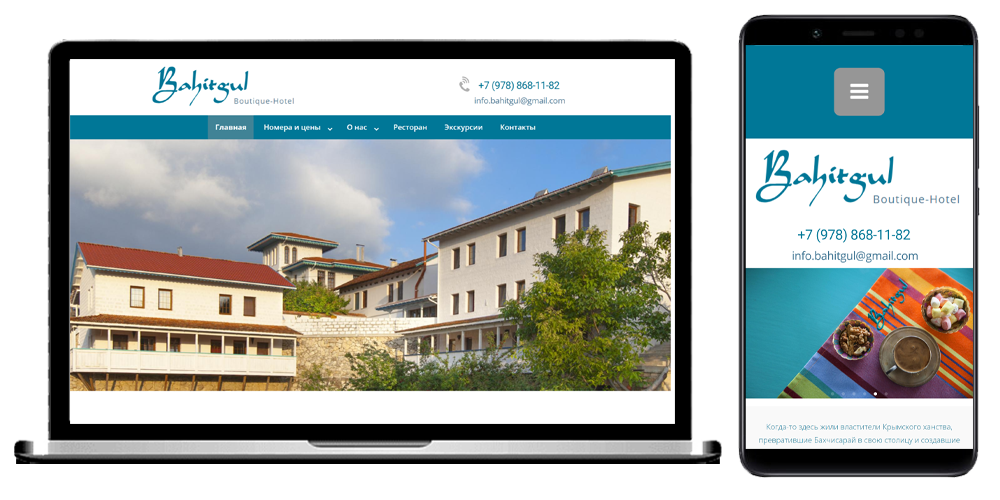 Bahitgul
Boutique-Hotel
+7 (978) 868-11-82
info.bahitgul@gmail.com
Главная Номера и цены О нас Ресторан Экскурсии Контакты
Bahitgul
Boutique-Hotel
+7 (978) 868-11-82
info.bahitgul@gmail.com
Bahitgul
Когда-то здесь жили властители Крымского ханства,
превратившие Бахчисарай в свою столицу и создавшие